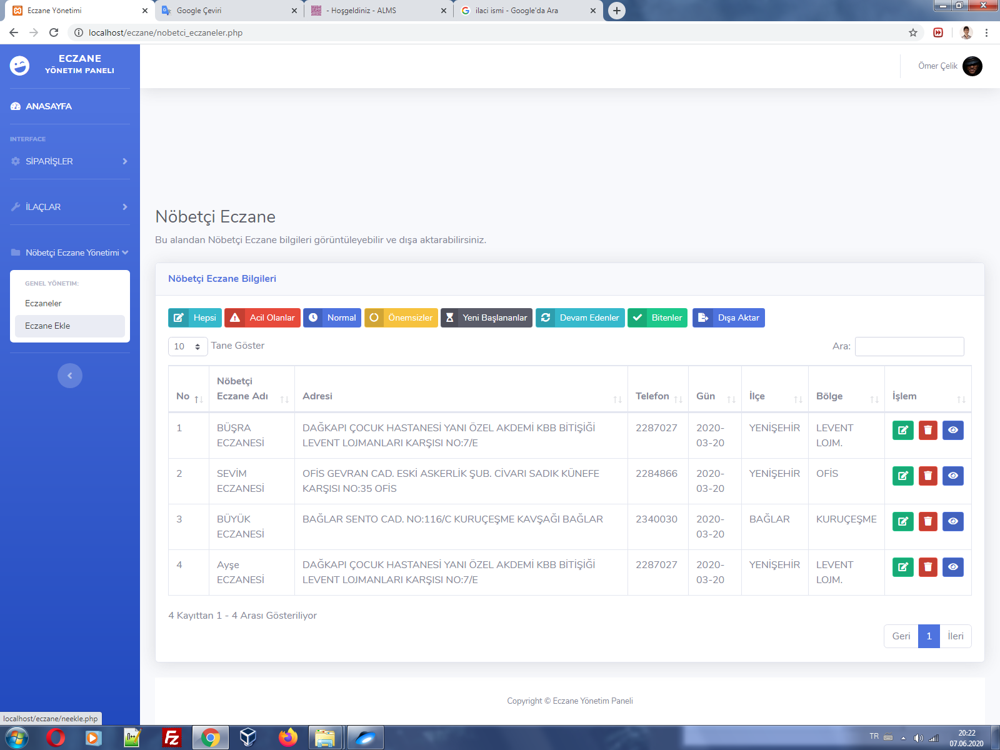 Eczane Yönetimi
Google Çeviri
- Hoşgeldiniz - ALMS
ilaci ismi - Google'da Ara
localhost/eczane/nobetci_eczaneler.php
ECZANE
YÖNETIM PANELI
Ömer Çelik
ANASAYFA
INTERFACE
SİPARİŞLER
İLAÇLAR
Nöbetçi Eczane Yönetimi
GENEL YÖNETIM:
Eczaneler
Eczane Ekle
Nöbetçi Eczane
Bu alandan Nöbetçi Eczane bilgileri görüntüleyebilir ve dışa aktarabilirsiniz.
Nöbetçi Eczane Bilgileri
Hepsi Acil Olanlar Normal Önemsizler Yeni Başlananlar Devam Edenler Bitenler Dışa Aktar
10 Tane Göster
Ara:
No Nöbetçi Eczane Adı Adresi Telefon Gün İlçe Bölge İşlem
1 BÜŞRA ECZANESİ DAĞKAPI ÇOCUK HASTANESİ YANI ÖZEL AKDEMİ KBB BİTİŞİĞİ LEVENT LOJMANLARI KARŞISI NO:7/E 2287027 2020-03-20 YENİŞEHİR LEVENT LOJM.
2 SEVİM ECZANESİ OFİS GEVRAN CAD. ESKİ ASKERLİK ŞUB. CİVARI SADIK KÜNEFE KARŞISI NO:35 OFİS 2284866 2020-03-20 YENİŞEHİR OFİS
3 BÜYÜK ECZANESİ BAĞLAR SENTO CAD. NO:116/C KURUÇEŞME KAVŞAĞI BAĞLAR 2340030 2020-03-20 BAĞLAR KURUÇEŞME
4 Ayşe ECZANESİ DAĞKAPI ÇOCUK HASTANESİ YANI ÖZEL AKDEMİ KBB BİTİŞİĞİ LEVENT LOJMANLARI KARŞISI NO:7/E 2287027 2020-03-20 YENİŞEHİR LEVENT LOJM.
4 Kayıttan 1 - 4 Arası Gösteriliyor
Geri 1 İleri
Copyright © Eczane Yönetim Paneli
localhost/eczane/neekle.php
TR
20:22
07.06.2020